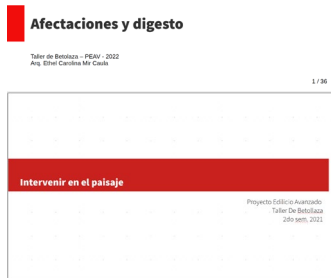 Afectaciones y digesto
Taller de Betolaza – PEAV - 2022
Arq. Ethel Carolina Mir Caula
1 / 36
Intervenir en el paisaje
Proyecto Edilicio Avanzado
Taller De Betollaza
2do sem. 2021